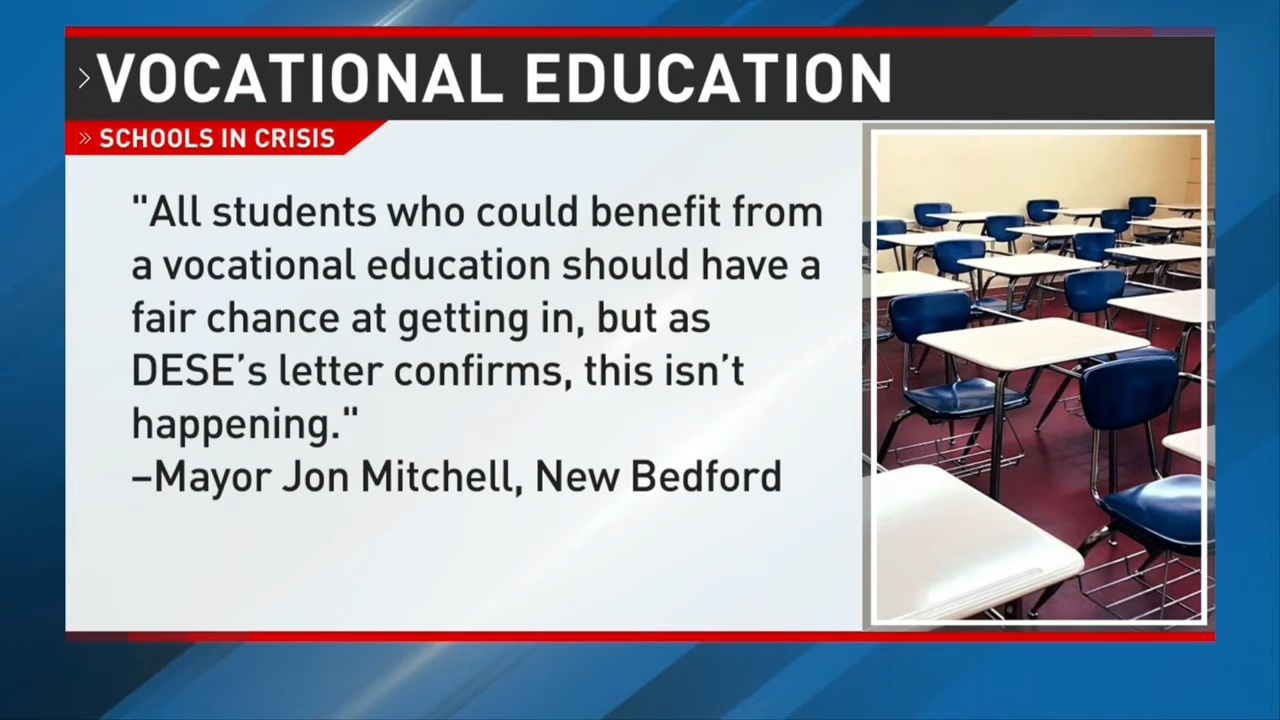 VOCATIONAL EDUCATION
SCHOOLS IN CRISIS
"All students who could benefit from
a vocational education should have a
fair chance at getting in, but as
DESE’s letter confirms, this isn’t
happening."
–Mayor Jon Mitchell, New Bedford